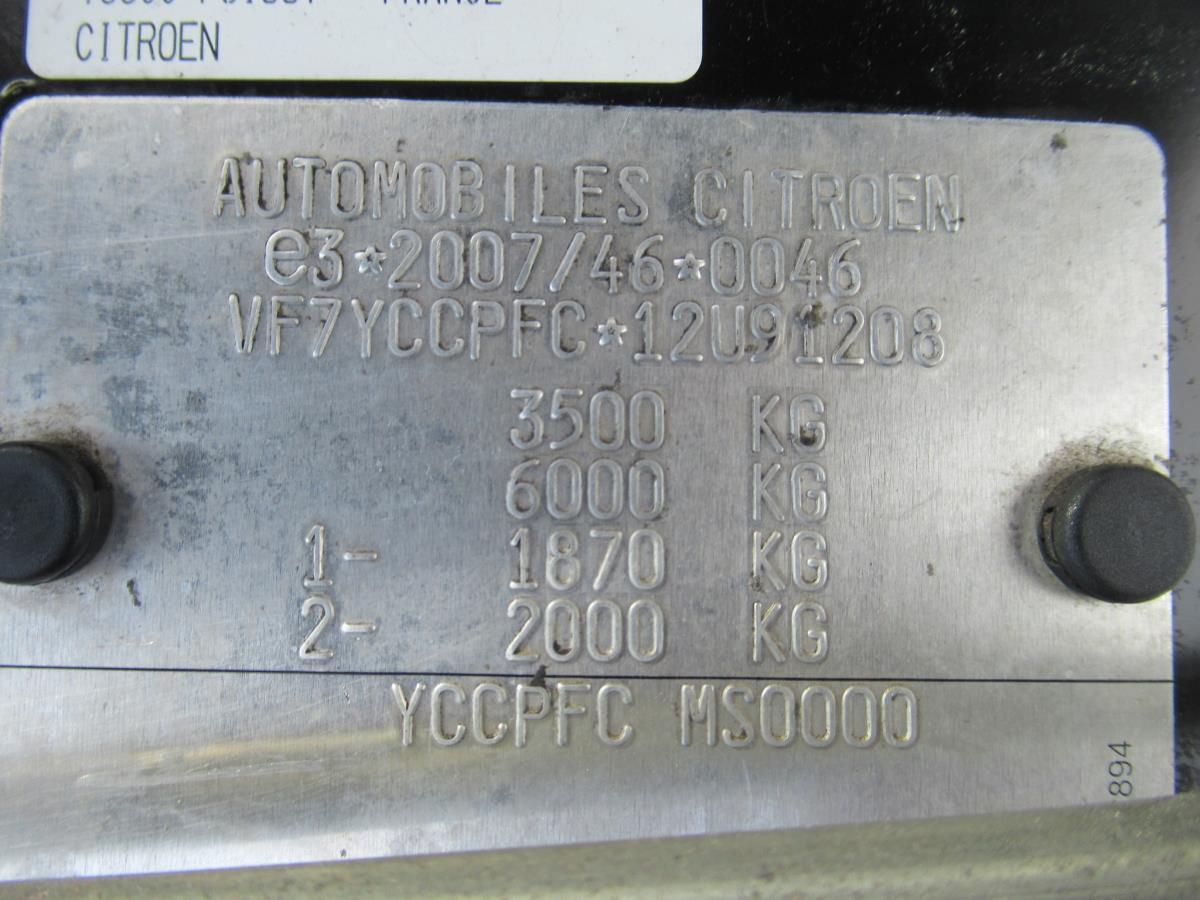 CITROEN
AUTOMOBILES CITROEN
e3*2007/46*0046
VF7YCCPFC*12U91208
3500 KG
6000 KG
1- 1870 KG
2- 2000 KG
YCCPFC MS0000
894